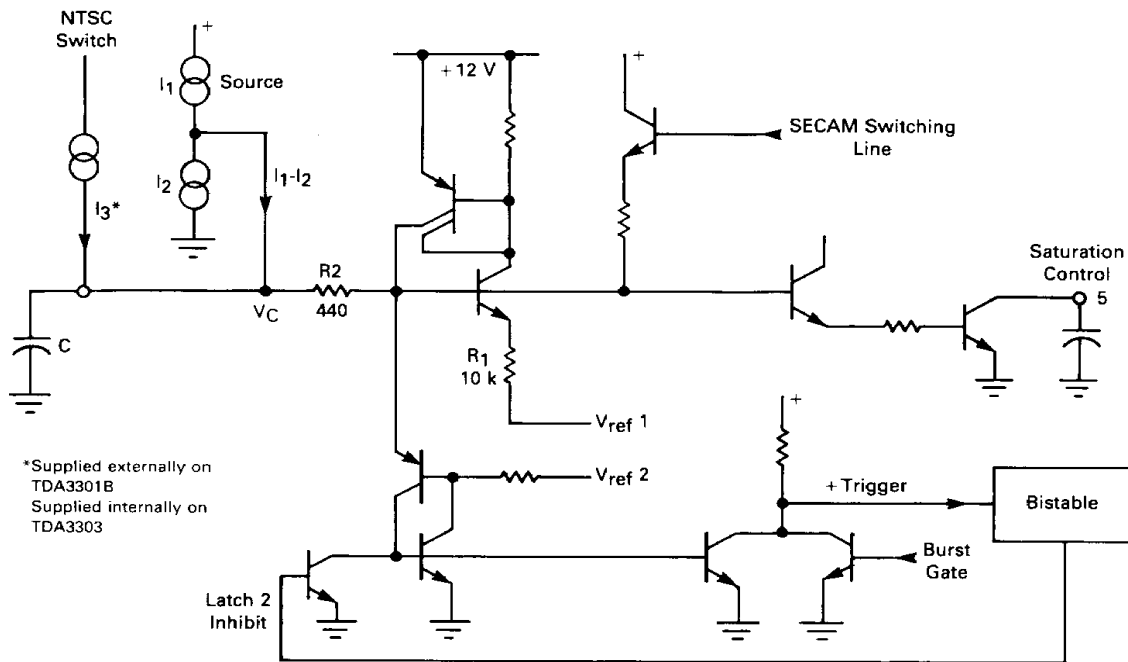 NTSC
Switch
+
I1
Source
I2
I1-I2
I3*
+12 V
+
SECAM Switching
Line
R2
440
VC
C
R1
10 k
Vref 1
Saturation
Control
5
*Supplied externally on
TDA3301B
Supplied internally on
TDA3303
Vref 2
+
+Trigger
Bistable
Burst
Gate
Latch 2
Inhibit